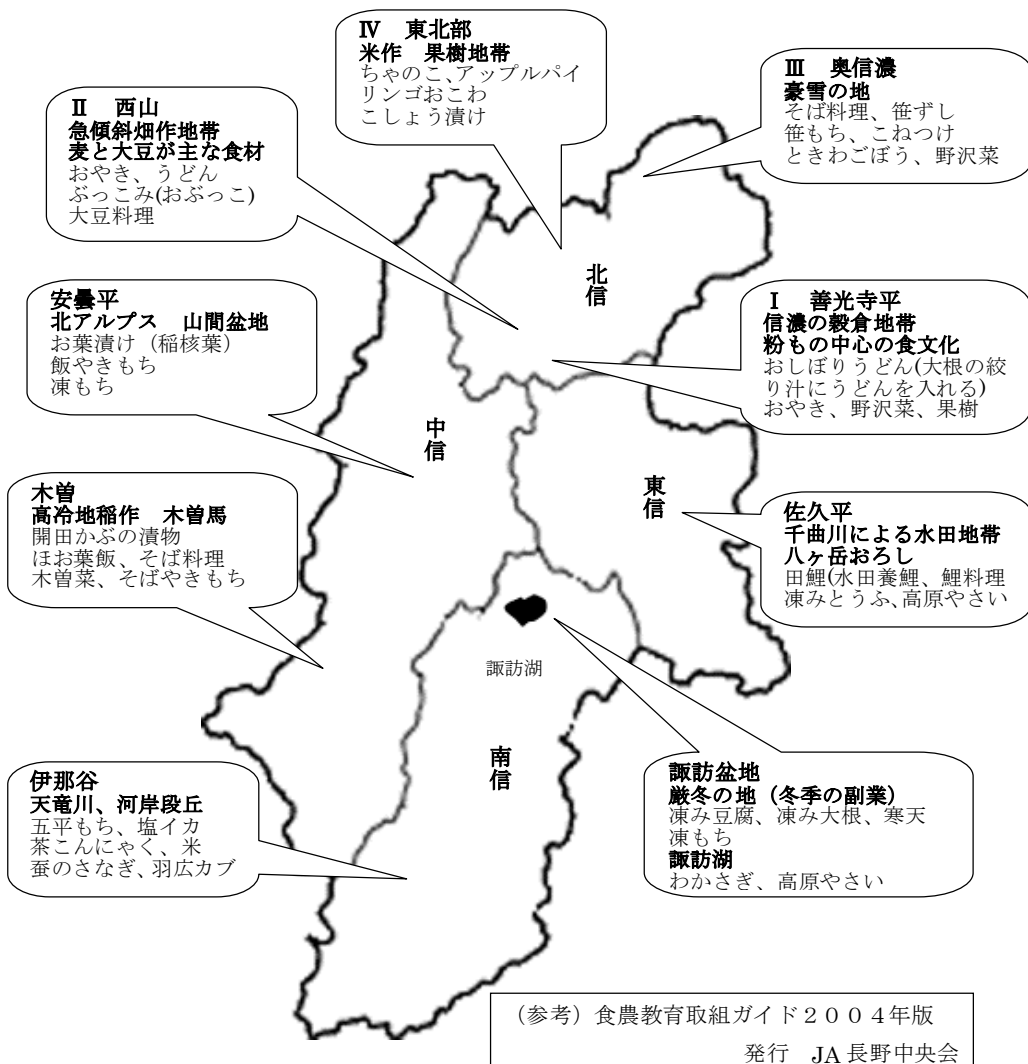 Ⅳ　東北部
米作　果樹地帯
ちゃのこ、アップルパイ
リンゴおこわ
こしょう漬け
Ⅲ　奥信濃
豪雪の地
そば料理、笹ずし
笹もち、こねつけ
ときわごぼう、野沢菜
Ⅱ　西山
急傾斜畑作地帯
麦と大豆が主な食材
おやき、うどん
ぶっこみ(おぶっこ)
大豆料理
北信
安曇平
北アルプス　山間盆地
お葉漬け（稲核葉）
飯やきもち
凍もち
Ⅰ　善光寺平
信濃の穀倉地帯
粉もの中心の食文化
おしぼりうどん(大根の絞
り汁にうどんを入れる)
おやき、野沢菜、果樹
中信
東信
木曽
高冷地稲作　木曽馬
開田かぶの漬物
ほお葉飯、そば料理
木曽菜、そばやきもち
佐久平
千曲川による水田地帯
八ヶ岳おろし
田鯉(水田養鯉、鯉料理
凍みとうふ、高原やさい
諏訪湖
南信
伊那谷
天竜川、河岸段丘
五平もち、塩イカ
茶こんにゃく、米
蚕のさなぎ、羽広カブ
諏訪盆地
厳冬の地（冬季の副業）
凍み豆腐、凍み大根、寒天
凍もち
諏訪湖
わかさぎ、高原やさい
（参考）食農教育取組ガイド２００４年版
発行　JA 長野中央会